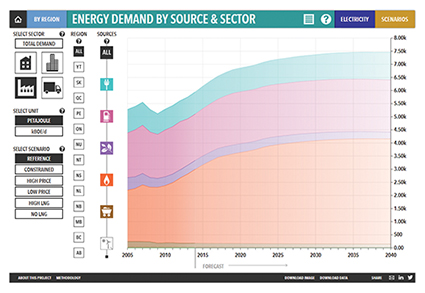 BY REGION
ENERGY DEMAND BY SOURCE & SECTOR
?
ELECTRICITY
SCENARIOS
SELECT SECTOR ?
TOTAL DEMAND
SELECT UNIT ?
PETAJOULE
kBOE/d
SELECT SCENARIO ?
REFERENCE
CONSTRAINED
HIGH PRICE
LOW PRICE
HIGH LNG
NO LNG
REGION ?
ALL
YT
SK
QC
PE
ON
NU
NT
NS
NL
NB
MB
BC
AB
SOURCES ?
ALL
8.00k
7.50k
7.00k
6.50k
6.00k
5.50k
5.00k
4.50k
4.00k
3.50k
3.00k
2.50k
2.00k
1.50k
1.00k
0.50k
0.00
2005 2010 2015 2020 2025 2030 2035 2040
FORECAST
ABOUT THIS PROJECT METHODOLOGY DOWNLOAD IMAGE DOWNLOAD DATA SHARE